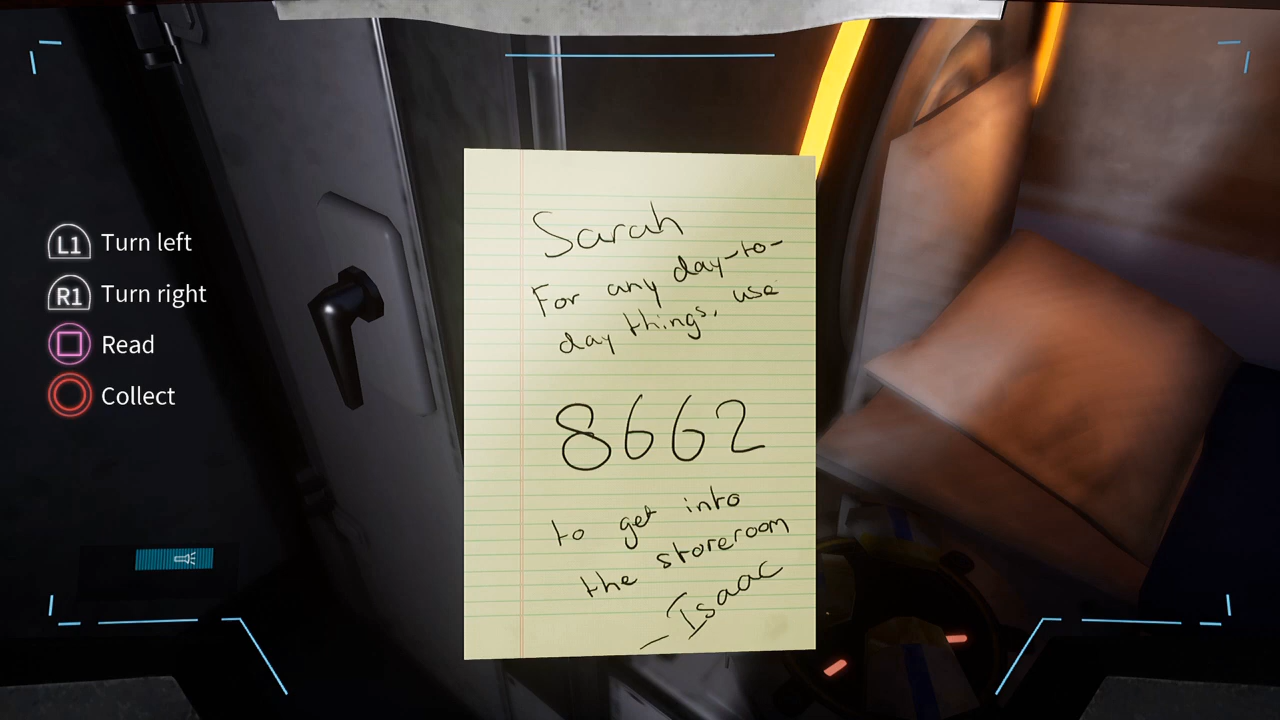 L1 Turn left
R1 Turn right
Read
Collect
Sarah
For any day-to-
day things, use
8662
to get into
the storeroom
— Isaac